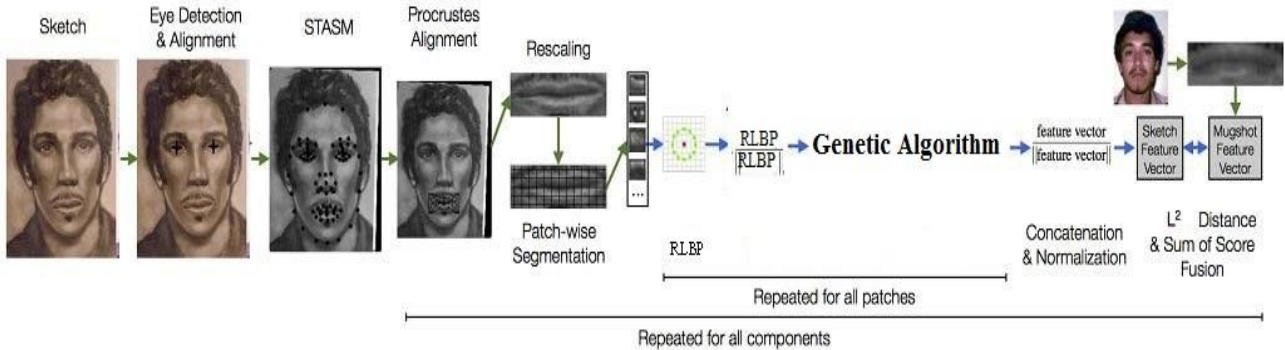 Sketch
Eye Detection
& Alignment
STASM
Procrustes
Alignment
Rescaling
Patch-wise
Segmentation
...
RLBP
RLBP
||RLBP||
Genetic Algorithm
feature vector
||feature vector||
Sketch
Feature
Vector
Mugshot
Feature
Vector
Concatenation
& Normalization
L² Distance
& Sum of Score
Fusion
Repeated for all patches
Repeated for all components